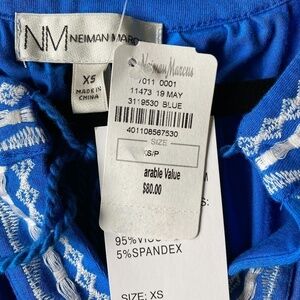 NM NEIMAN MARC
XS
MADE IN
CHINA
Neiman Marcus
7011 0001
11473 19 MAY
3119530 BLUE
401108567530
SIZE
XS/P
arable Value
$80.00
95%VISC
5%SPANDEX
SIZE: XS